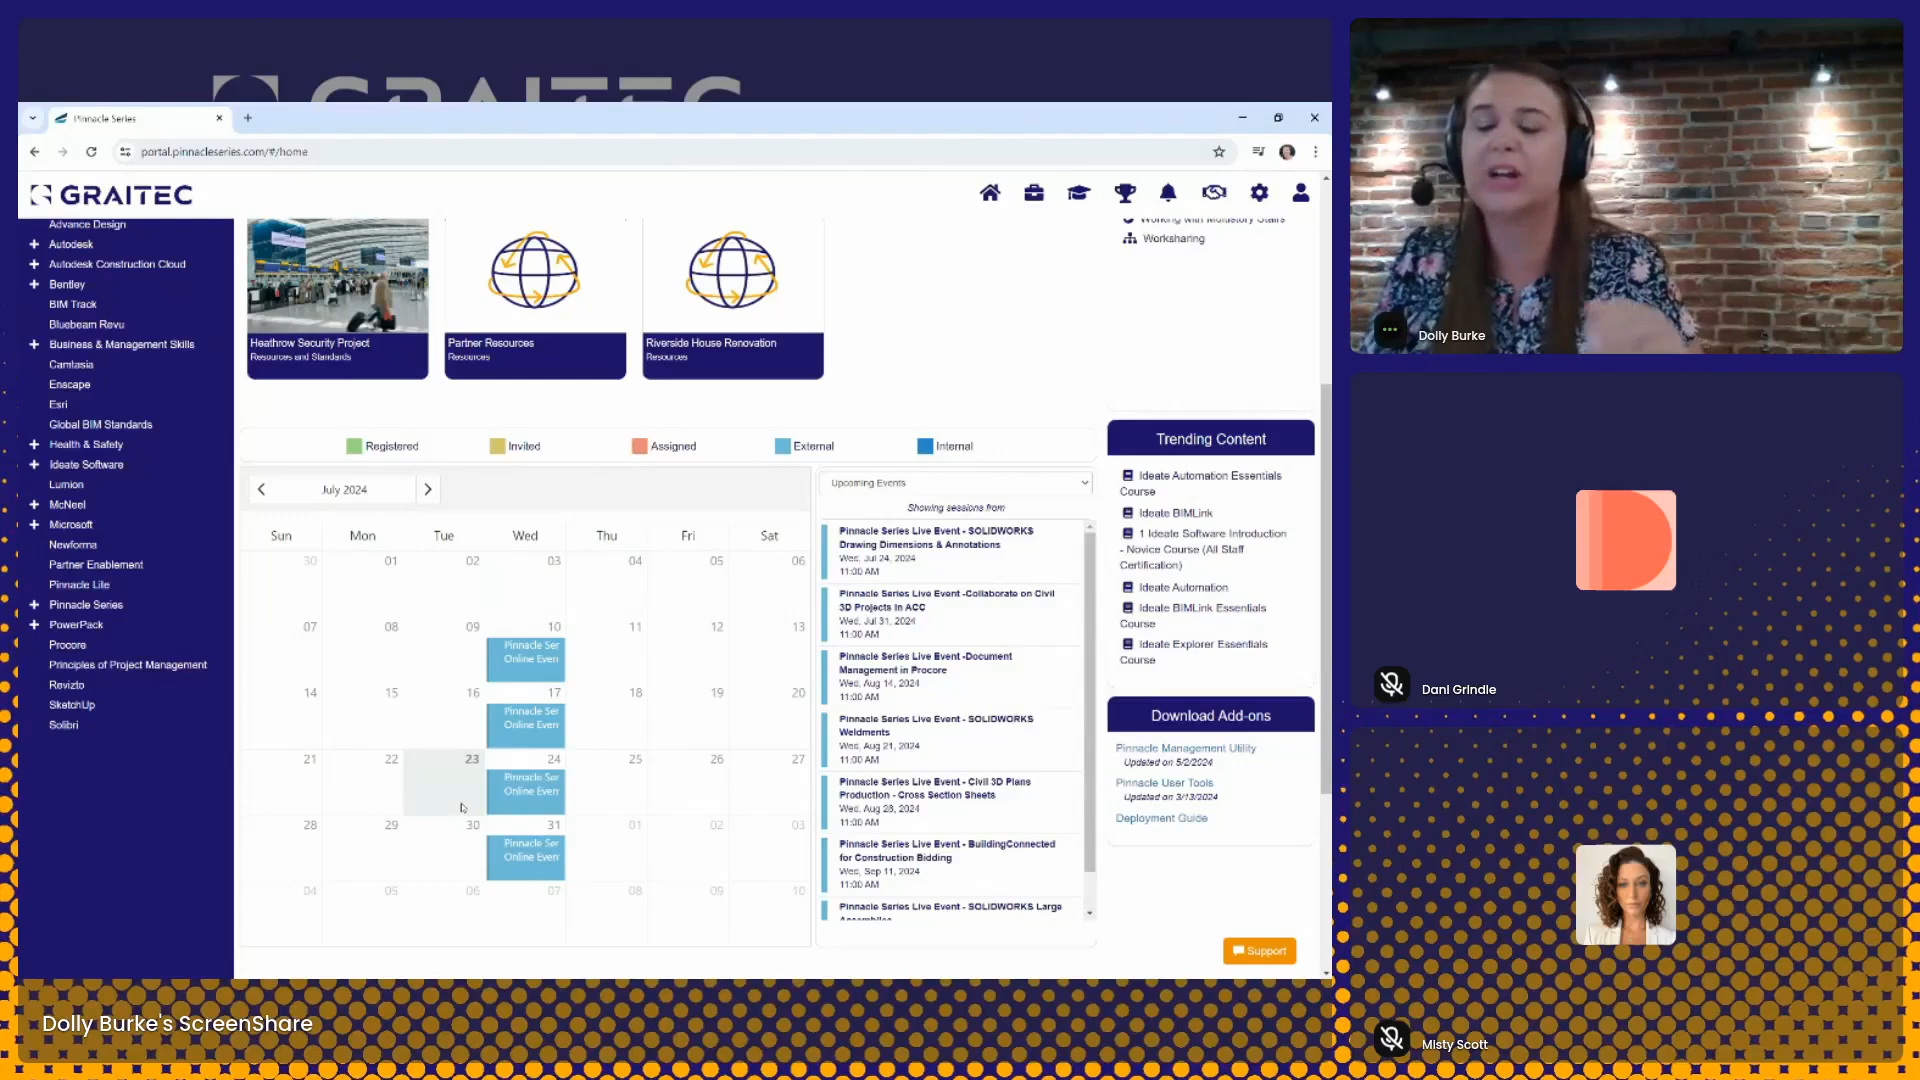 GRAITEC
Pinnacle Series
portal.pinnacleseries.com/#/home
GRAITEC
Advance Design
Autodesk
Autodesk Construction Cloud
Bentley
BIM Track
Bluebeam Revu
Business & Management Skills
Camtasia
Enscape
Esri
Global BIM Standards
Health & Safety
Ideate Software
Lumion
McNeel
Microsoft
Newforma
Partner Enablement
Pinnacle Lite
Pinnacle Series
PowerPack
Procore
Principles of Project Management
Revizto
SketchUp
Solibri
Heathrow Security Project
Resources and Standards
Partner Resources
Resources
Riverside House Renovation
Resources
Working with Multistory Stairs
Worksharing
Registered
Invited
Assigned
External
Internal
July 2024
Sun Mon Tue Wed Thu Fri Sat
30 01 02 03 04 05 06
07 08 09 10 11 12 13
Pinnacle Ser
Online Even
14 15 16 17 18 19 20
Pinnacle Ser
Online Even
21 22 23 24 25 26 27
Pinnacle Ser
Online Even
28 29 30 31 01 02 03
Pinnacle Ser
Online Even
04 05 06 07 08 09 10
Upcoming Events
Showing sessions from
Pinnacle Series Live Event - SOLIDWORKS
Drawing Dimensions & Annotations
Wed, Jul 24, 2024
11:00 AM
Pinnacle Series Live Event -Collaborate on Civil
3D Projects in ACC
Wed, Jul 31, 2024
11:00 AM
Pinnacle Series Live Event -Document
Management in Procore
Wed, Aug 14, 2024
11:00 AM
Pinnacle Series Live Event - SOLIDWORKS
Weldments
Wed, Aug 21, 2024
11:00 AM
Pinnacle Series Live Event - Civil 3D Plans
Production - Cross Section Sheets
Wed, Aug 28, 2024
11:00 AM
Pinnacle Series Live Event - BuildingConnected
for Construction Bidding
Wed, Sep 11, 2024
11:00 AM
Pinnacle Series Live Event - SOLIDWORKS Large
Assemblies
Trending Content
Ideate Automation Essentials
Course
Ideate BIMLink
1 Ideate Software Introduction
- Novice Course (All Staff
Certification)
Ideate Automation
Ideate BIMLink Essentials
Course
Ideate Explorer Essentials
Course
Download Add-ons
Pinnacle Management Utility
Updated on 5/2/2024
Pinnacle User Tools
Updated on 3/13/2024
Deployment Guide
Support
Dolly Burke
Dani Grindle
Misty Scott
Dolly Burke's ScreenShare